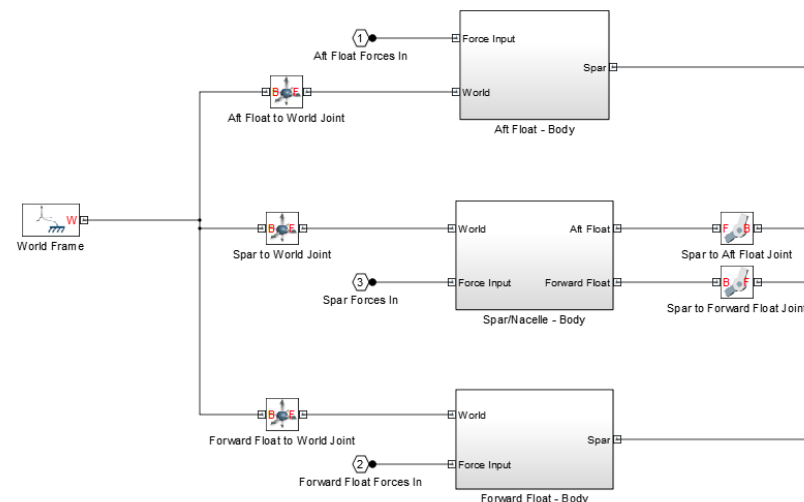 1
Aft Float Forces In
Force Input
World
Spar
Aft Float - Body
B F
Aft Float to World Joint
W
World Frame
B F
Spar to World Joint
3
Spar Forces In
World
Force Input
Aft Float
Forward Float
Spar/Nacelle - Body
F B
Spar to Aft Float Joint
B F
Spar to Forward Float Joint
B F
Forward Float to World Joint
2
Forward Float Forces In
World
Force Input
Spar
Forward Float - Body